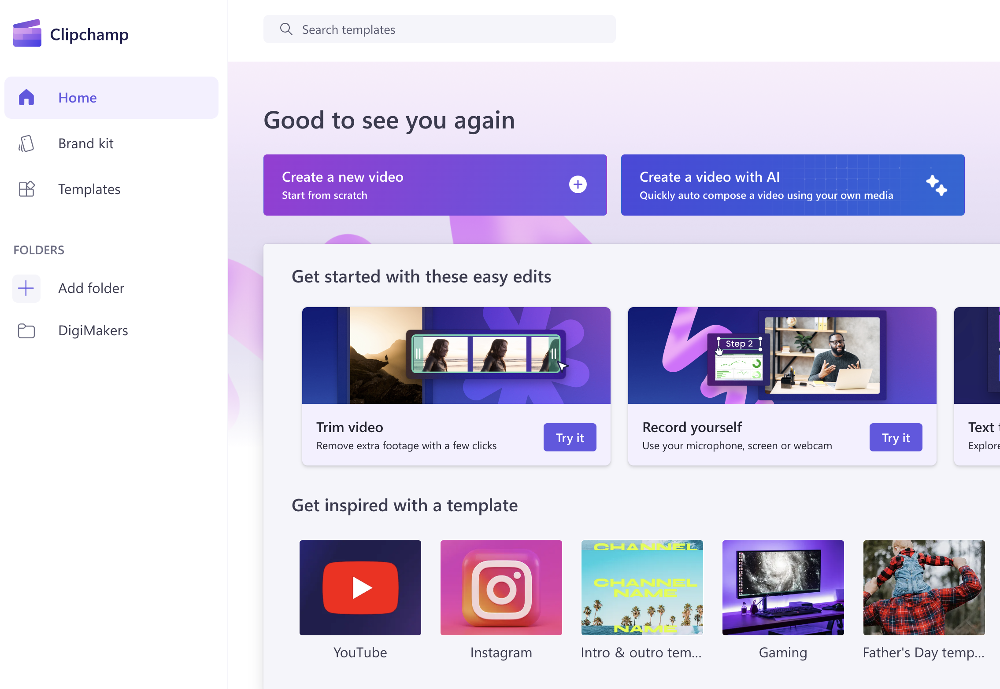 Clipchamp
Search templates
Home
Brand kit
Templates
FOLDERS
Add folder
DigiMakers
Good to see you again
Create a new video
Start from scratch
Create a video with AI
Quickly auto compose a video using your own media
Get started with these easy edits
Step 2
Trim video
Remove extra footage with a few clicks
Try it
Record yourself
Use your microphone, screen or webcam
Try it
Text
Explore
Get inspired with a template
CHANNEL
CHANNEL
NAME
NAME
YouTube
Instagram
Intro & outro tem...
Gaming
Father's Day temp...